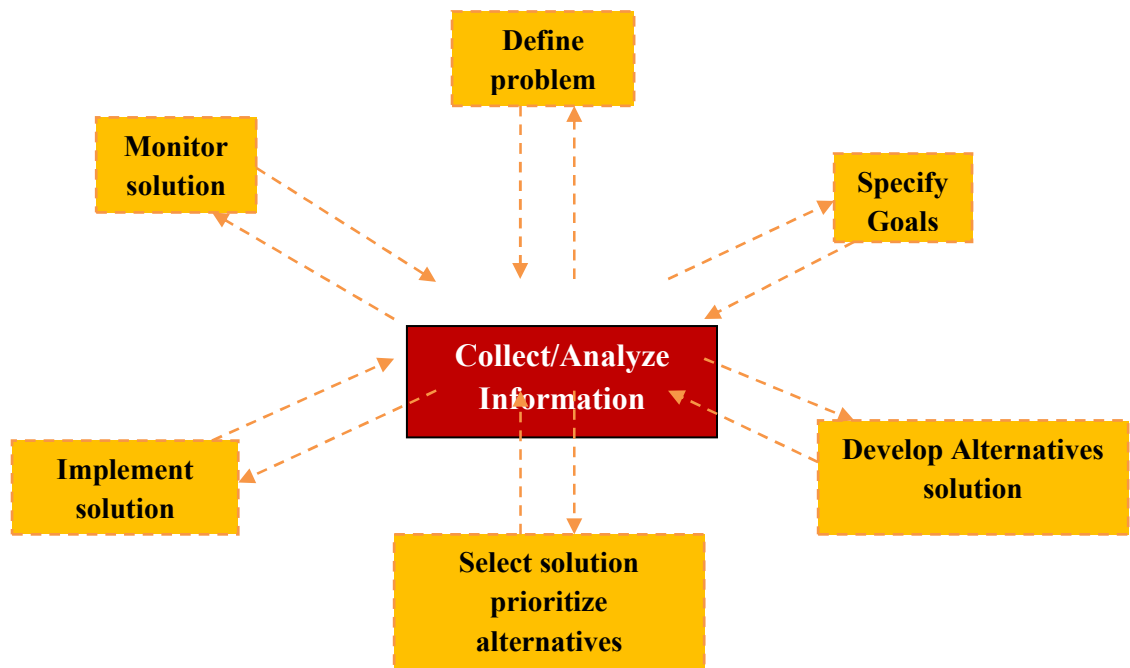 Define
problem
Monitor
solution
Specify
Goals
Collect/Analyze
Information
Develop Alternatives
solution
Implement
solution
Select solution
prioritize
alternatives